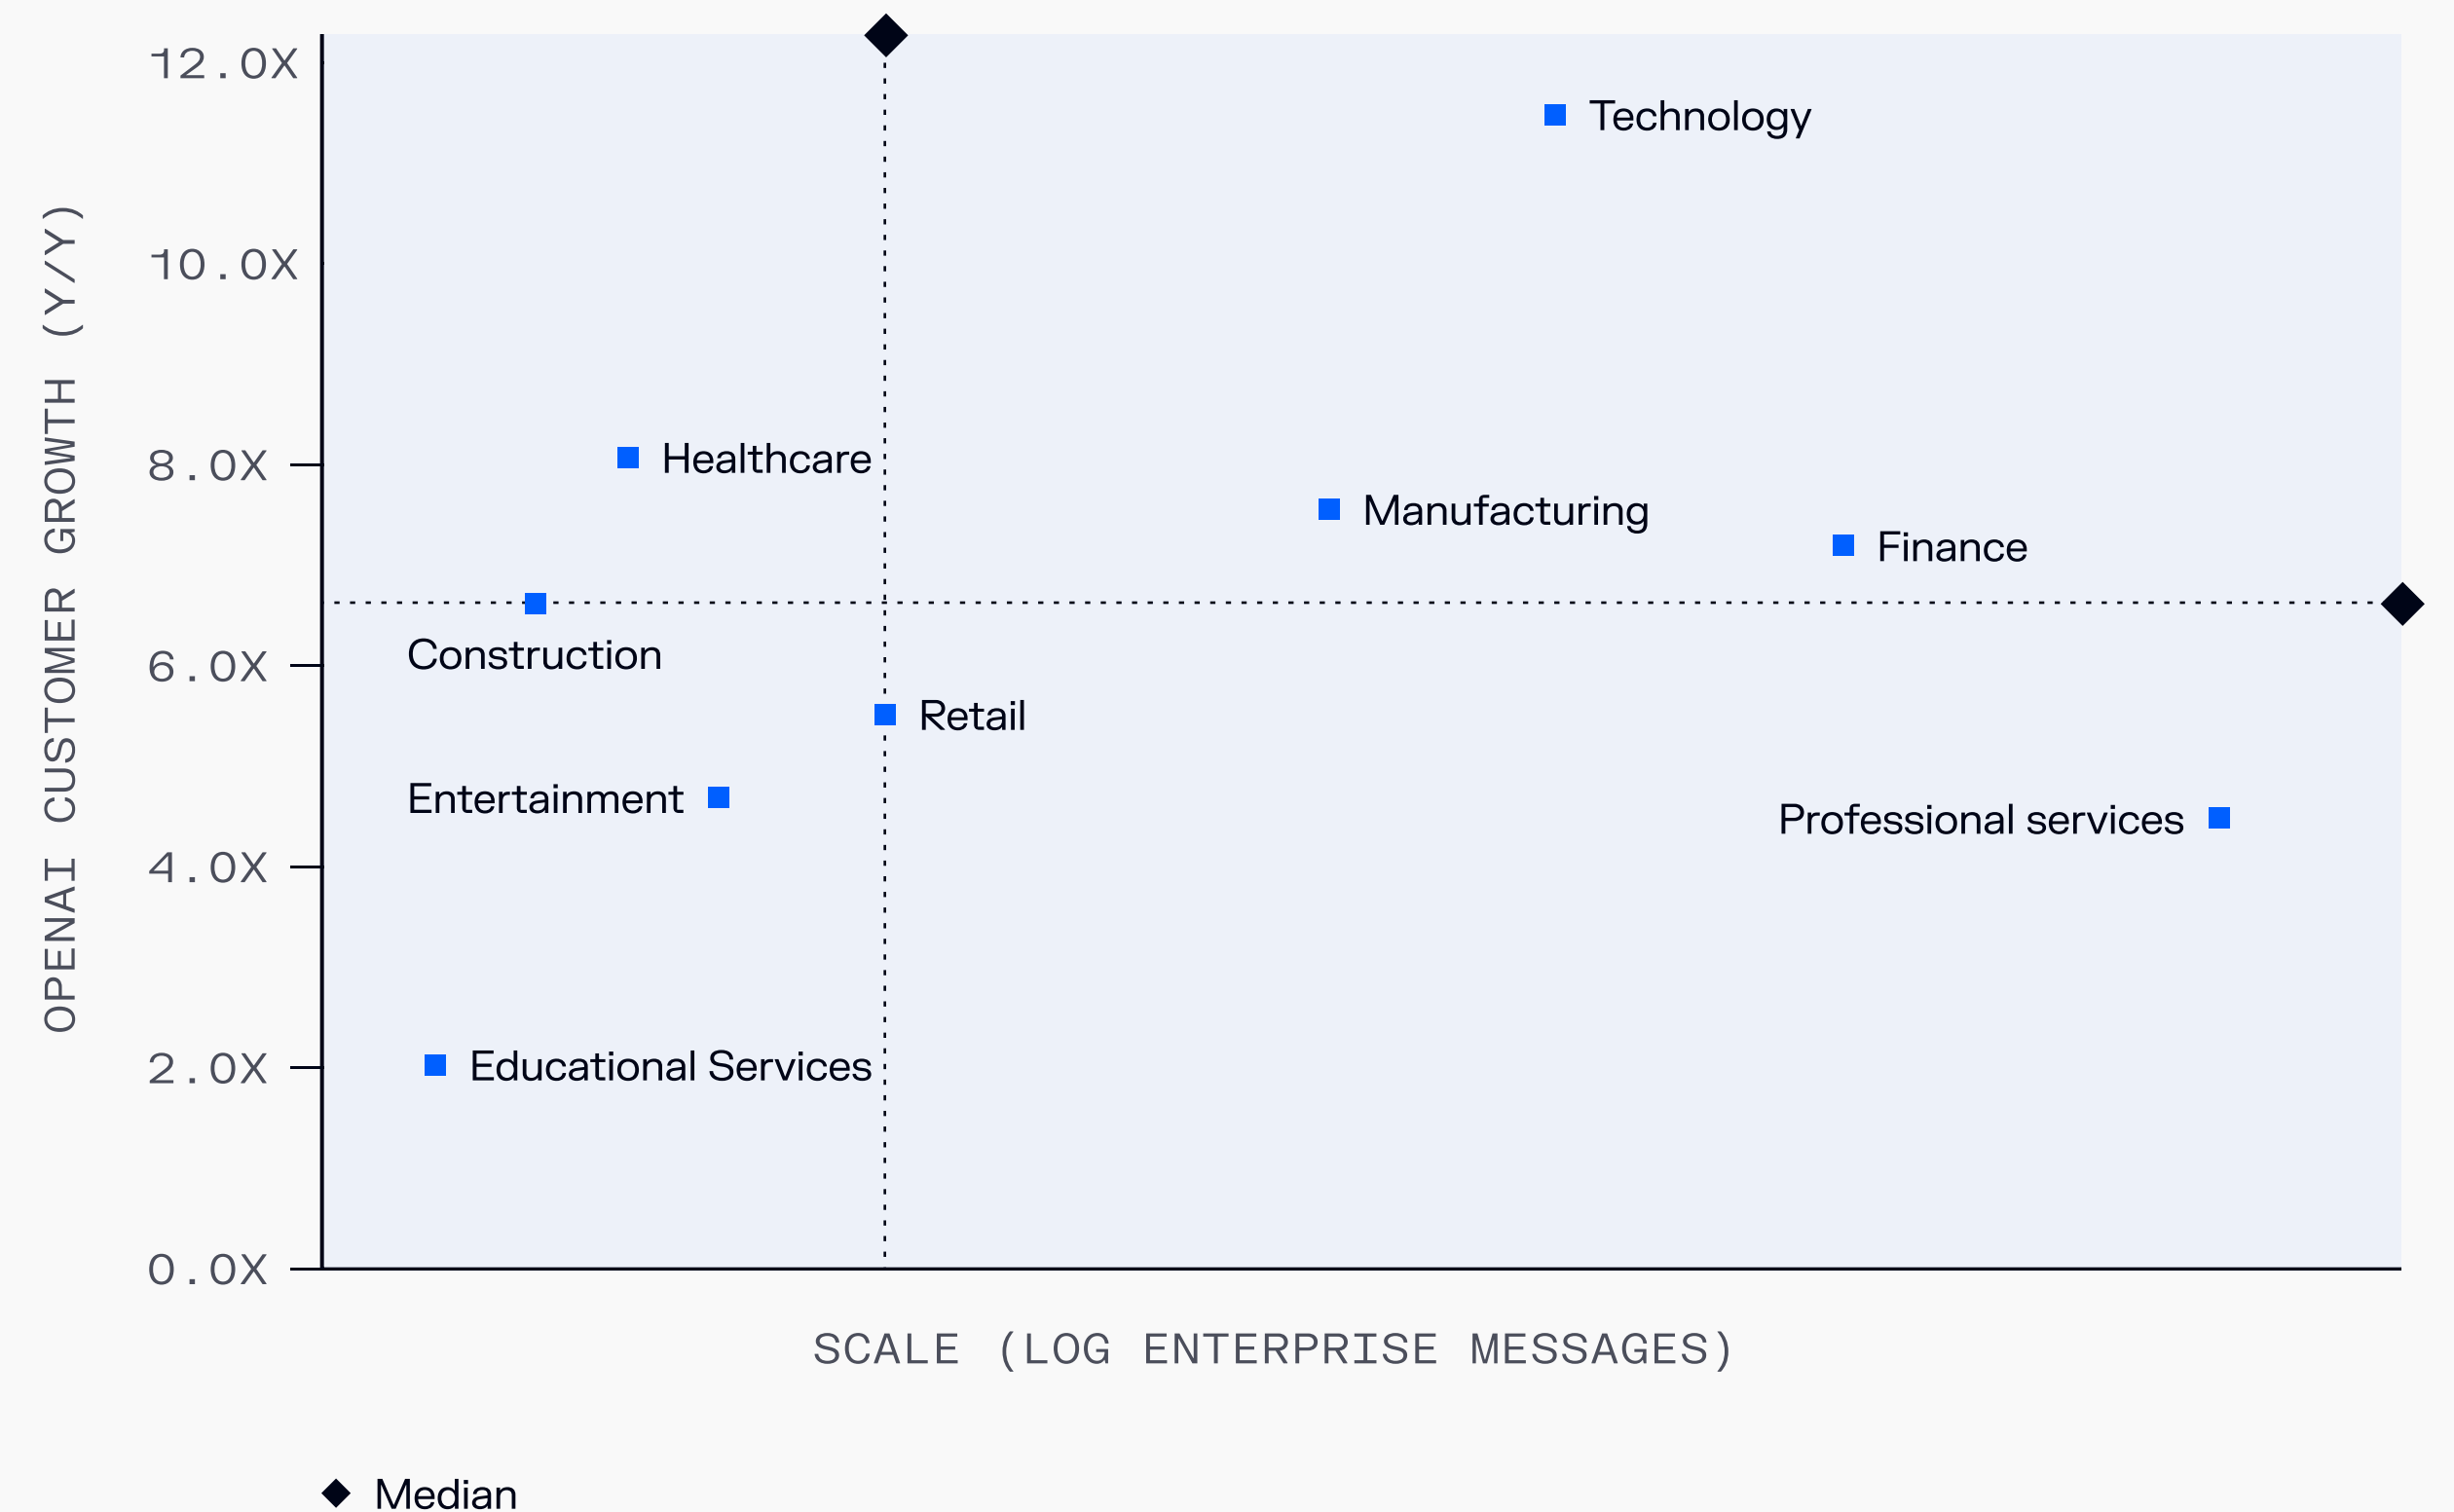 OPENAI CUSTOMER GROWTH (Y/Y)
12.0X
10.0X
8.0X
6.0X
4.0X
2.0X
0.0X
Technology
Healthcare
Manufacturing
Finance
Construction
Retail
Entertainment
Professional services
Educational Services
SCALE (LOG ENTERPRISE MESSAGES)
Median